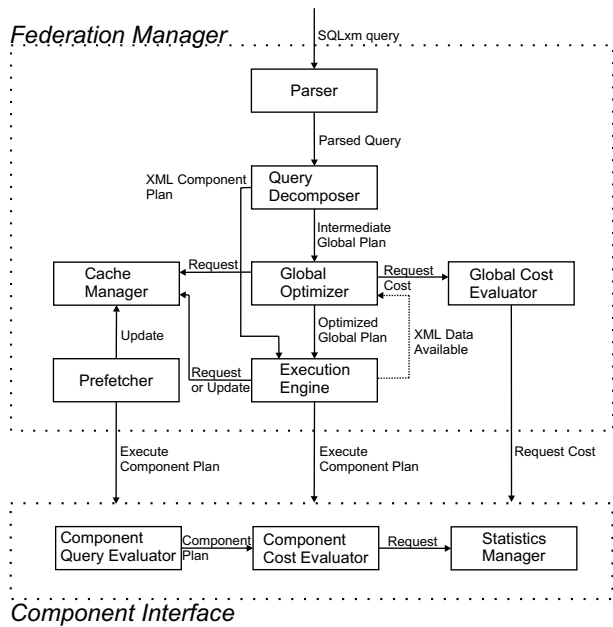 Federation Manager
SQLxm query
Parser
Parsed Query
XML Component
Plan
Query
Decomposer
Intermediate
Global Plan
Cache
Manager
Request
Global
Optimizer
Request
Cost
Global Cost
Evaluator
Update
Optimized
Global Plan
XML Data
Available
Prefetcher
Request
or Update
Execution
Engine
Execute
Component Plan
Execute
Component Plan
Request Cost
Component
Query Evaluator
Component
Plan
Component
Cost Evaluator
Request
Statistics
Manager
Component Interface